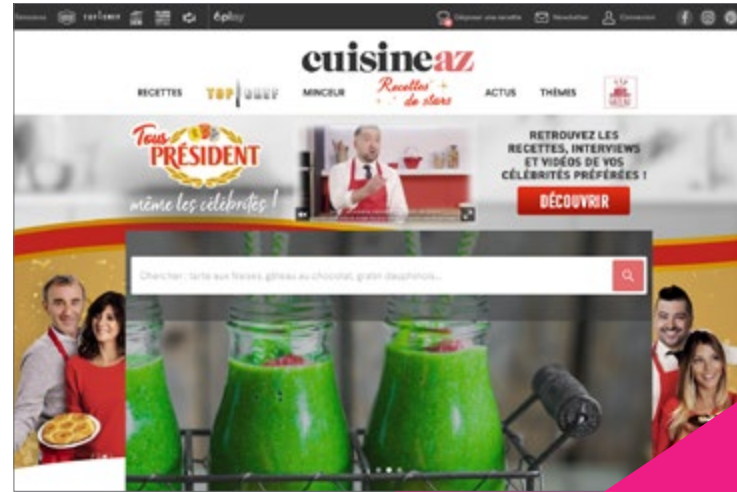 TOP CHEF
6play
Déposer une recette
Newsletter
Connexion
cuisineaz
RECETTES
TOP CHEF
MINCEUR
Recettes de stars
ACTUS
THÈMES
Tous PRÉSIDENT
même les célébrités !
RETROUVEZ LES
RECETTES, INTERVIEWS
ET VIDÉOS DE VOS
CÉLÉBRITÉS PRÉFÉRÉES !
DÉCOUVRIR
Chercher : tarte aux fraises, gâteau au chocolat, gratin dauphinois...